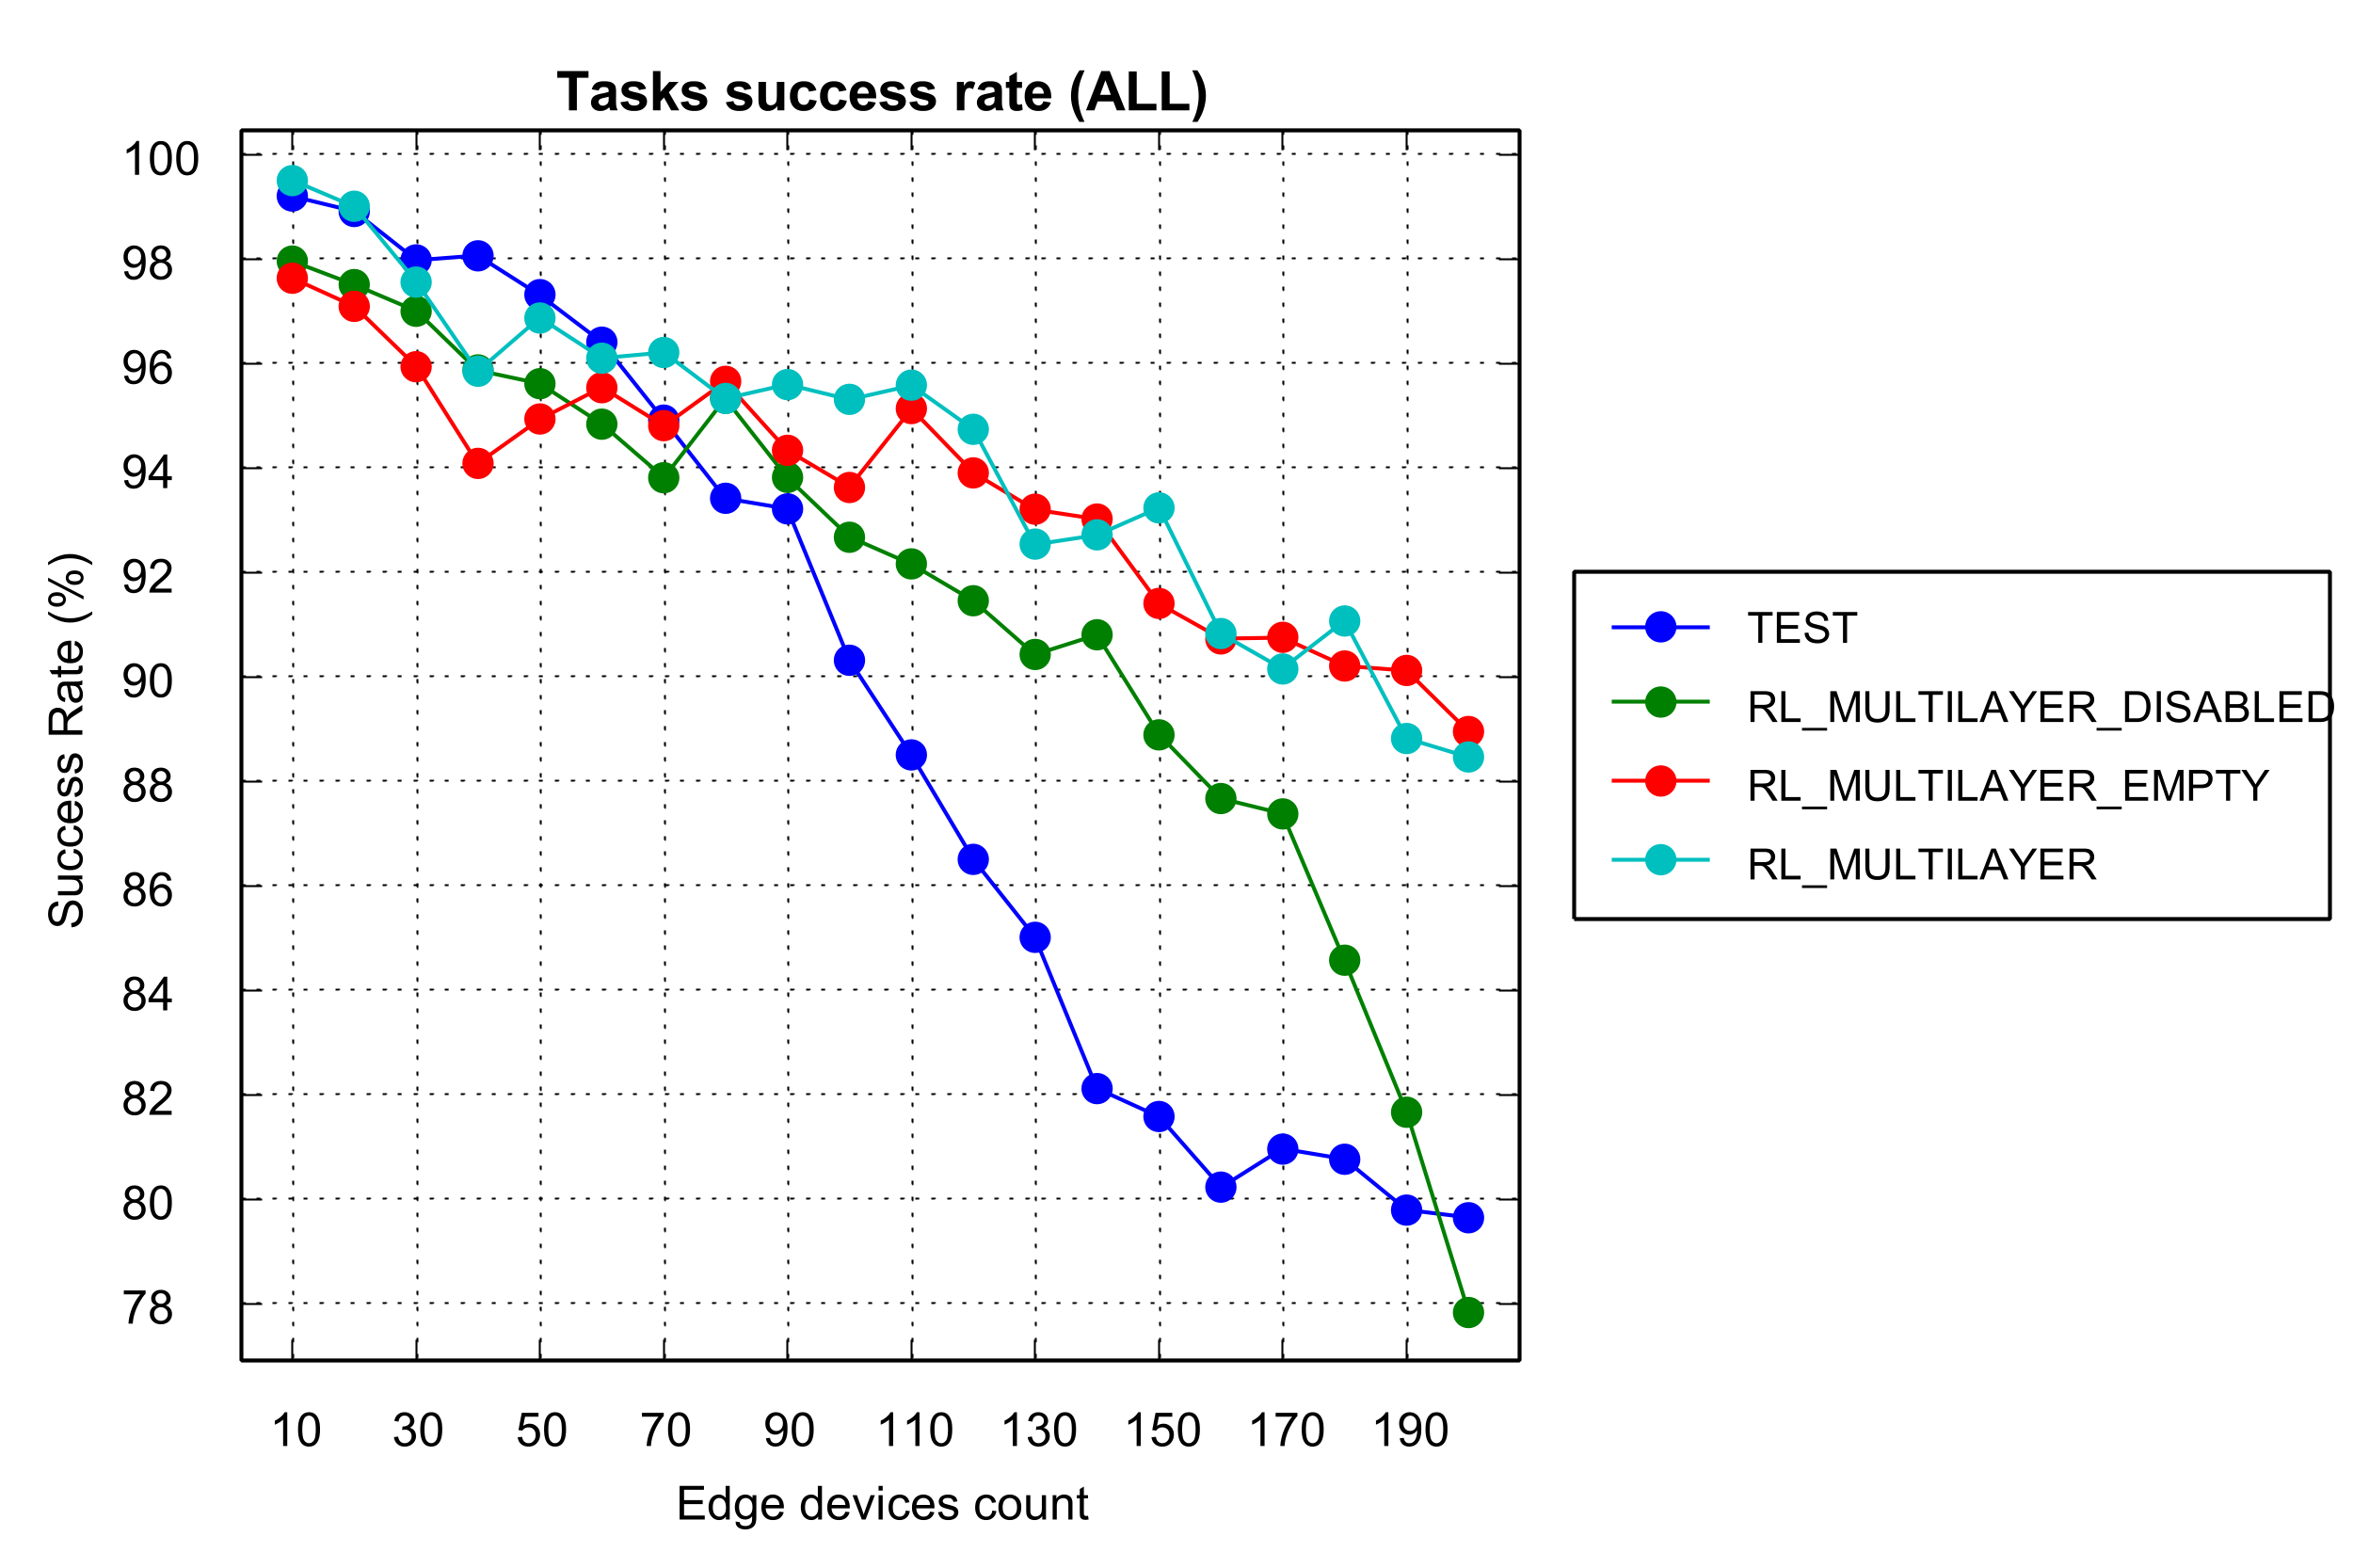 Tasks success rate (ALL)
100
98
96
94
92
90
88
86
84
82
80
78
Success Rate (%)
10 30 50 70 90 110 130 150 170 190
Edge devices count
TEST
RL_MULTILAYER_DISABLED
RL_MULTILAYER_EMPTY
RL_MULTILAYER